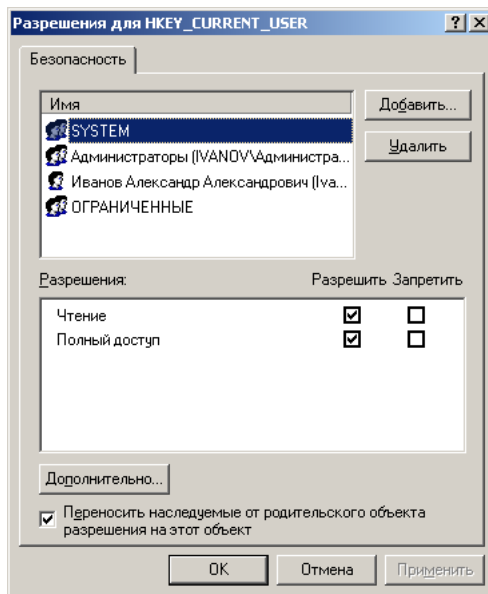 Разрешения для HKEY_CURRENT_USER
Безопасность
Имя
SYSTEM
Администраторы (IVANOV\Администра...
Иванов Александр Александрович (Iva...
ОГРАНИЧЕННЫЕ
Добавить...
Удалить
Разрешения: Разрешить Запретить
Чтение
Полный доступ
Дополнительно...
Переносить наследуемые от родительского объекта
разрешения на этот объект
OK Отмена Применить